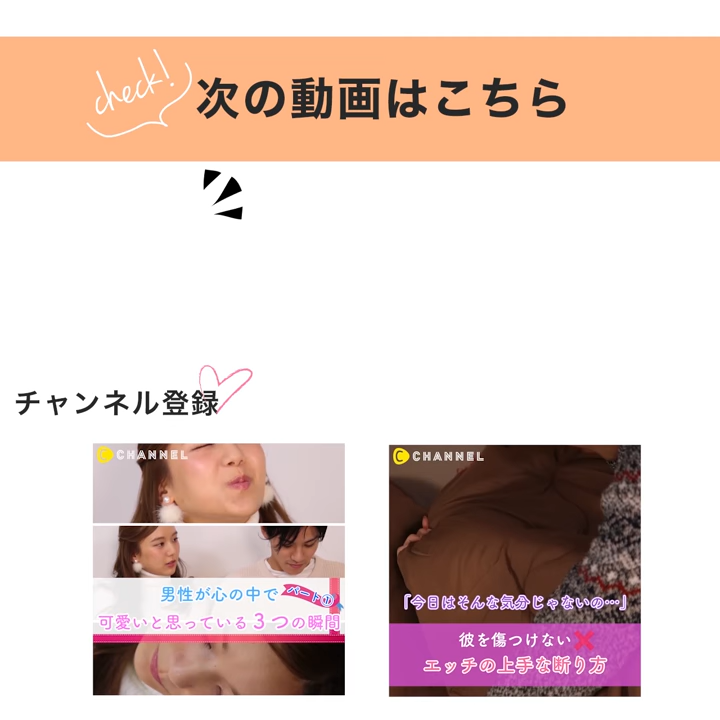 check!
次の動画はこちら
チャンネル登録
C CHANNEL
男性が心の中で
パート①
可愛いと思っている3つの瞬間
C CHANNEL
「今日はそんな気分じゃないの…」
彼を傷つけない❌
エッチの上手な断り方